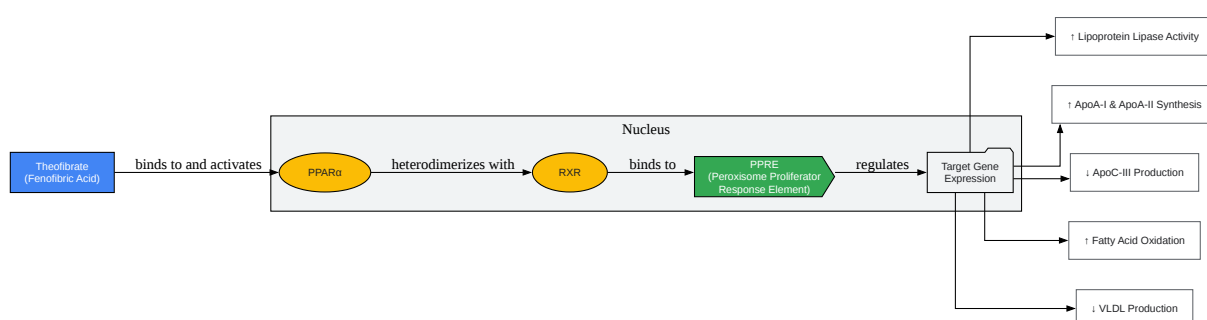 Theofibrate
(Fenofibric Acid)
binds to and activates
Nucleus
PPARα
heterodimerizes with
RXR
binds to
PPRE
(Peroxisome Proliferator
Response Element)
regulates
Target Gene
Expression
↑ Lipoprotein Lipase Activity
↑ ApoA-I & ApoA-II Synthesis
↓ ApoC-III Production
↑ Fatty Acid Oxidation
↓ VLDL Production